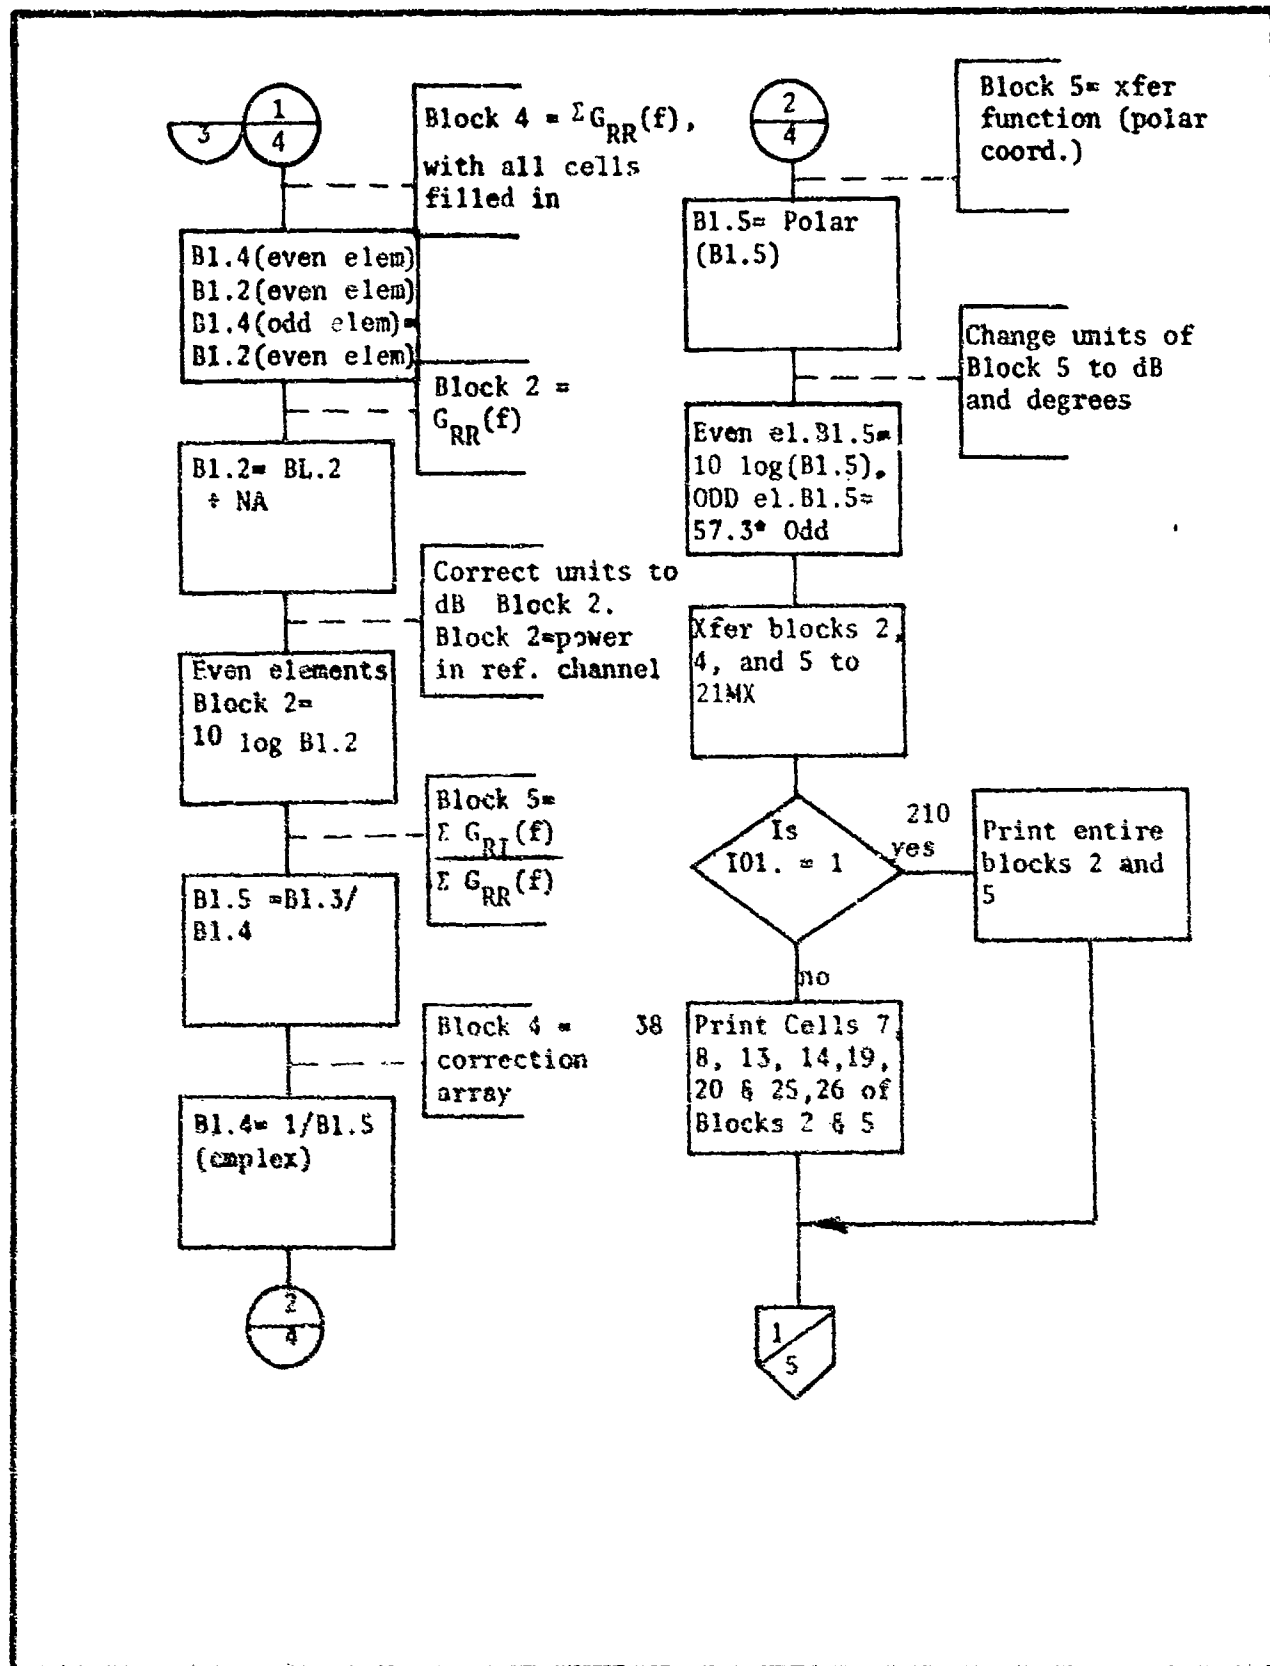 3
1
4
Block 4 = ΣG_RR(f),
with all cells
filled in
B1.4(even elem)
B1.2(even elem)
B1.4(odd elem)=
B1.2(even elem)
Block 2 =
G_RR(f)
B1.2= BL.2
÷ NA
Correct units to
dB Block 2.
Block 2=power
in ref. channel
Even elements
Block 2=
10 log B1.2
Block 5=
Σ G_RI(f)
Σ G_RR(f)
B1.5 =B1.3/
B1.4
Block 4 =
correction
array
B1.4= 1/B1.5
(cmplex)
2
4
2
4
Block 5= xfer
function (polar
coord.)
B1.5= Polar
(B1.5)
Change units of
Block 5 to dB
and degrees
Even el.B1.5=
10 log(B1.5),
ODD el.B1.5=
57.3* Odd
Xfer blocks 2,
4, and 5 to
21MX
Is
IO1. = 1
210
yes
Print entire
blocks 2 and
5
no
38
Print Cells 7,
8, 13, 14,19,
20 & 25,26 of
Blocks 2 & 5
1
5